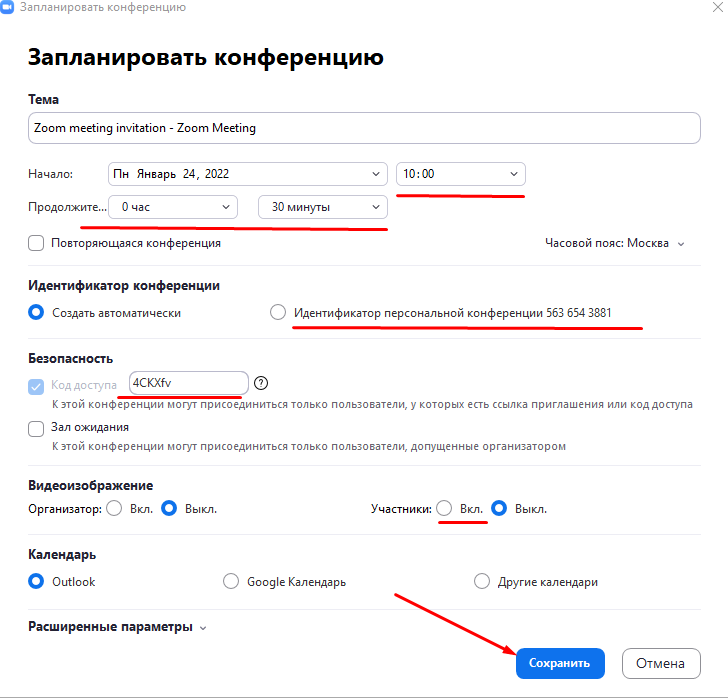 Запланировать конференцию
Запланировать конференцию
Тема
Zoom meeting invitation - Zoom Meeting
Начало: Пн Январь 24, 2022 10:00
Продолжите... 0 час 30 минуты
Повторяющаяся конференция Часовой пояс: Москва
Идентификатор конференции
Создать автоматически Идентификатор персональной конференции 563 654 3881
Безопасность
Код доступа 4CKXfv ?
К этой конференции могут присоединиться только пользователи, у которых есть ссылка приглашения или код доступа
Зал ожидания
К этой конференции могут присоединиться только пользователи, допущенные организатором
Видеоизображение
Организатор: Вкл. Выкл. Участники: Вкл. Выкл.
Календарь
Outlook Google Календарь Другие календари
Расширенные параметры
Сохранить Отмена